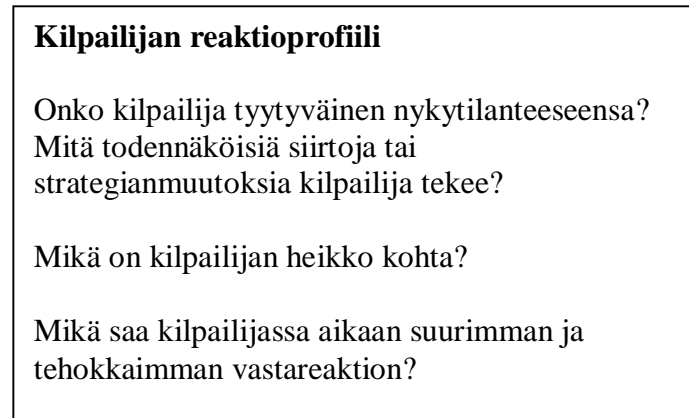 Kilpailijan reaktioprofiili
Onko kilpailija tyytyväinen nykytilanteeseensa?
Mitä todennäköisiä siirtoja tai
strategianmuutoksia kilpailija tekee?
Mikä on kilpailijan heikko kohta?
Mikä saa kilpailijassa aikaan suurimman ja
tehokkaimman vastareaktion?